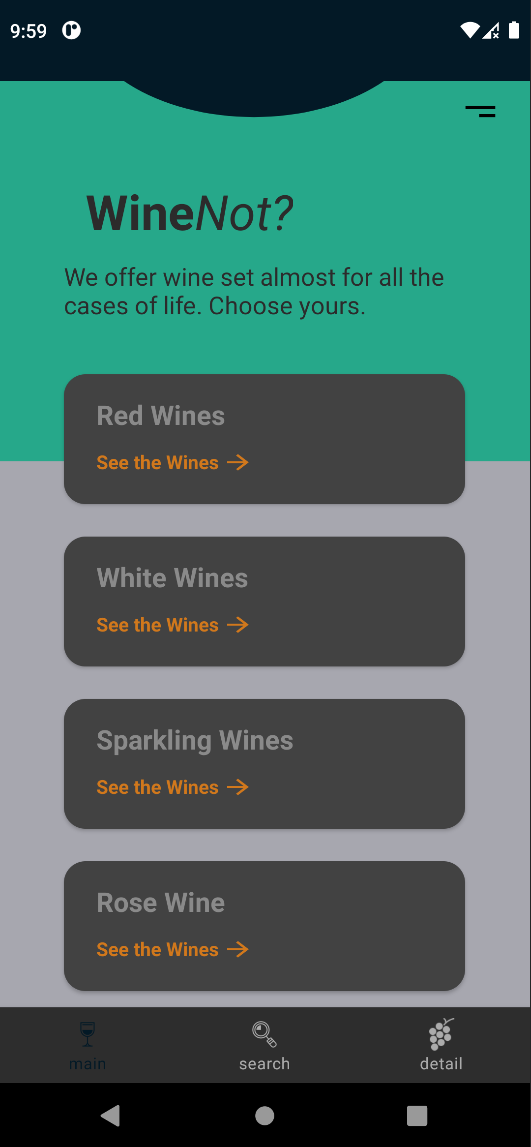 9:59
WineNot?
We offer wine set almost for all the
cases of life. Choose yours.
Red Wines
See the Wines
White Wines
See the Wines
Sparkling Wines
See the Wines
Rose Wine
See the Wines
main search detail